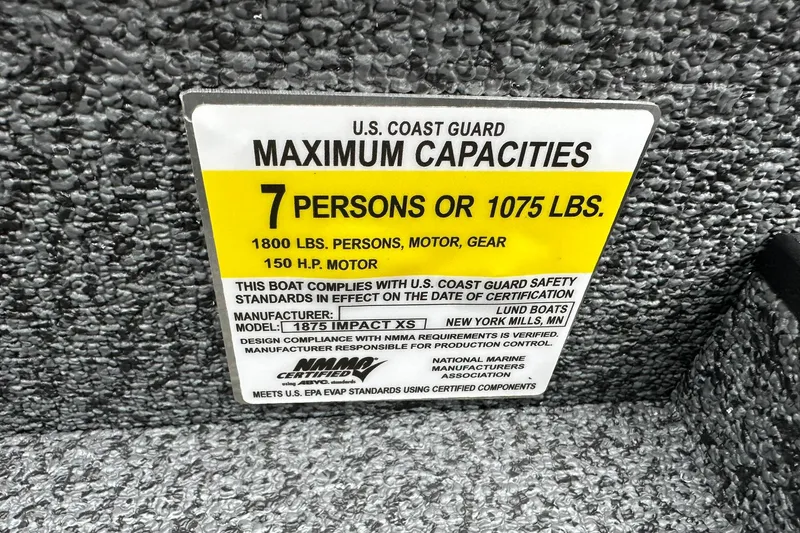 U.S. COAST GUARD
MAXIMUM CAPACITIES
7 PERSONS OR 1075 LBS.
1800 LBS. PERSONS, MOTOR, GEAR
150 H.P. MOTOR
THIS BOAT COMPLIES WITH U.S. COAST GUARD SAFETY
STANDARDS IN EFFECT ON THE DATE OF CERTIFICATION
MANUFACTURER: LUND BOATS
MODEL: 1875 IMPACT XS NEW YORK MILLS, MN
DESIGN COMPLIANCE WITH NMMA REQUIREMENTS IS VERIFIED.
MANUFACTURER RESPONSIBLE FOR PRODUCTION CONTROL.
NMMA
CERTIFIED
using ABYC. standards
NATIONAL MARINE
MANUFACTURERS
ASSOCIATION
MEETS U.S. EPA EVAP STANDARDS USING CERTIFIED COMPONENTS